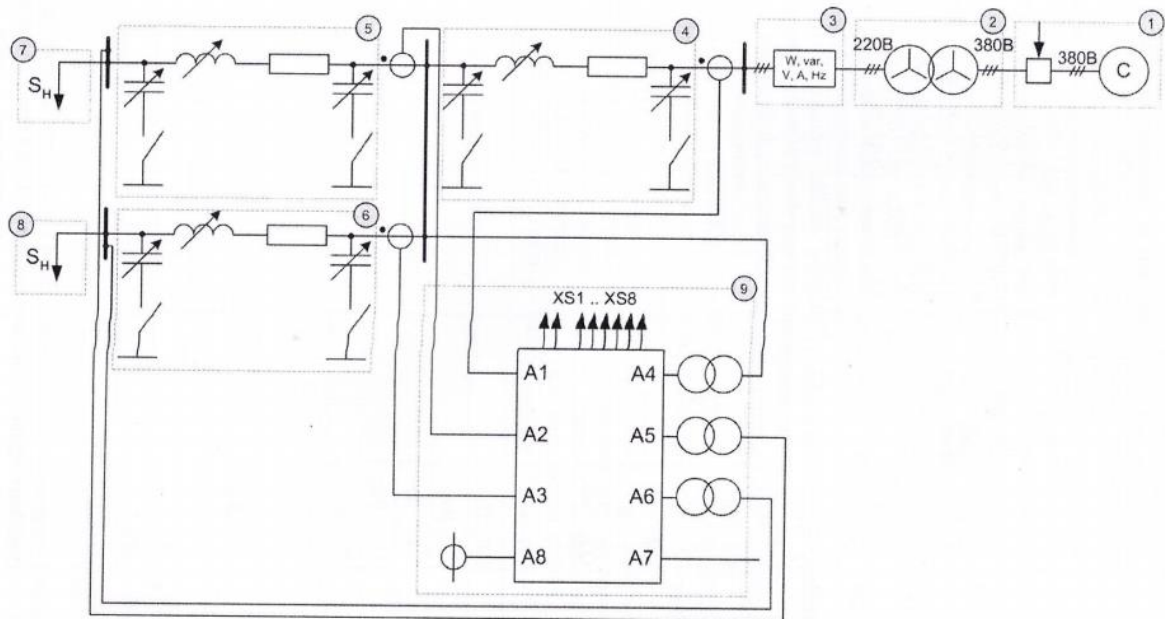 5
4
3
2
1
7
220В
380В
W, var,
V, A, Hz
380В
C
Sн
8
6
Sн
9
XS1 .. XS8
A1
A4
A2
A5
A3
A6
A8
A7